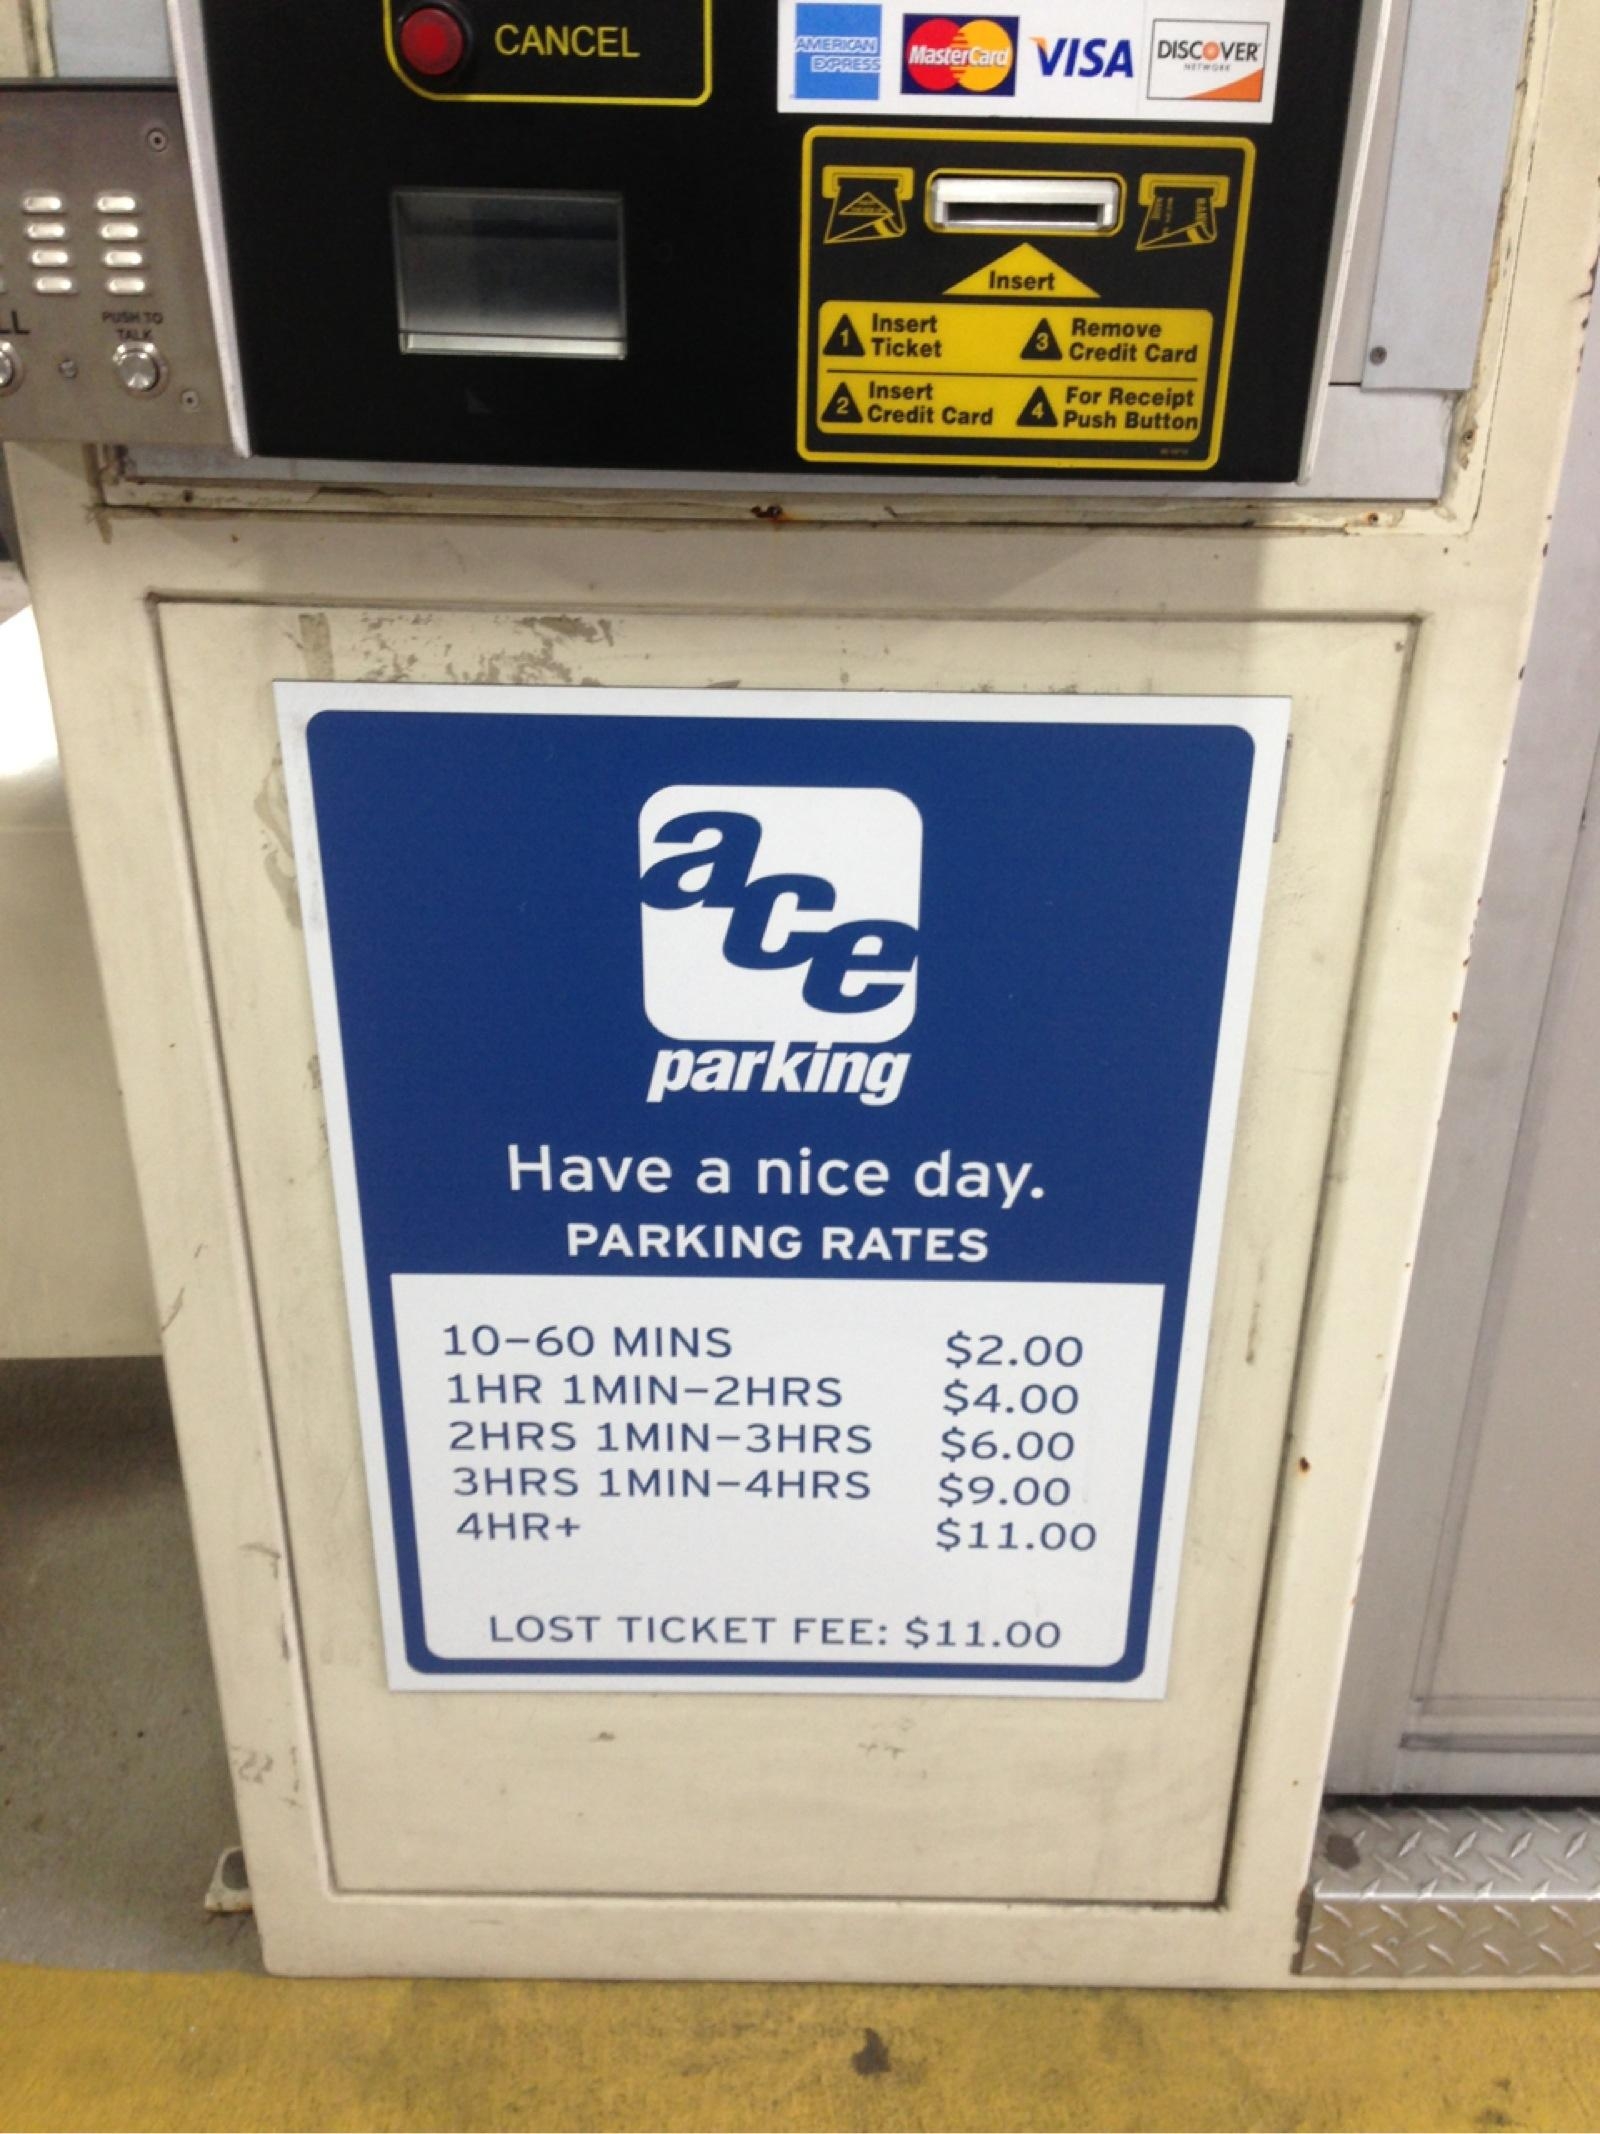 CANCEL
AMERICAN
EXPRESS
MasterCard
VISA
DISCOVER
NETWORK
PUSH TO
TALK
Insert
1 Insert
Ticket
2 Insert
Credit Card
3 Remove
Credit Card
4 For Receipt
Push Button
ace
parking
Have a nice day.
PARKING RATES
10-60 MINS $2.00
1HR 1MIN-2HRS $4.00
2HRS 1MIN-3HRS $6.00
3HRS 1MIN-4HRS $9.00
4HR+ $11.00
LOST TICKET FEE: $11.00